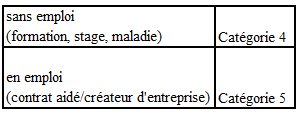 sans emploi
(formation, stage, maladie) Catégorie 4
en emploi
(contrat aidé/créateur d'entreprise) Catégorie 5